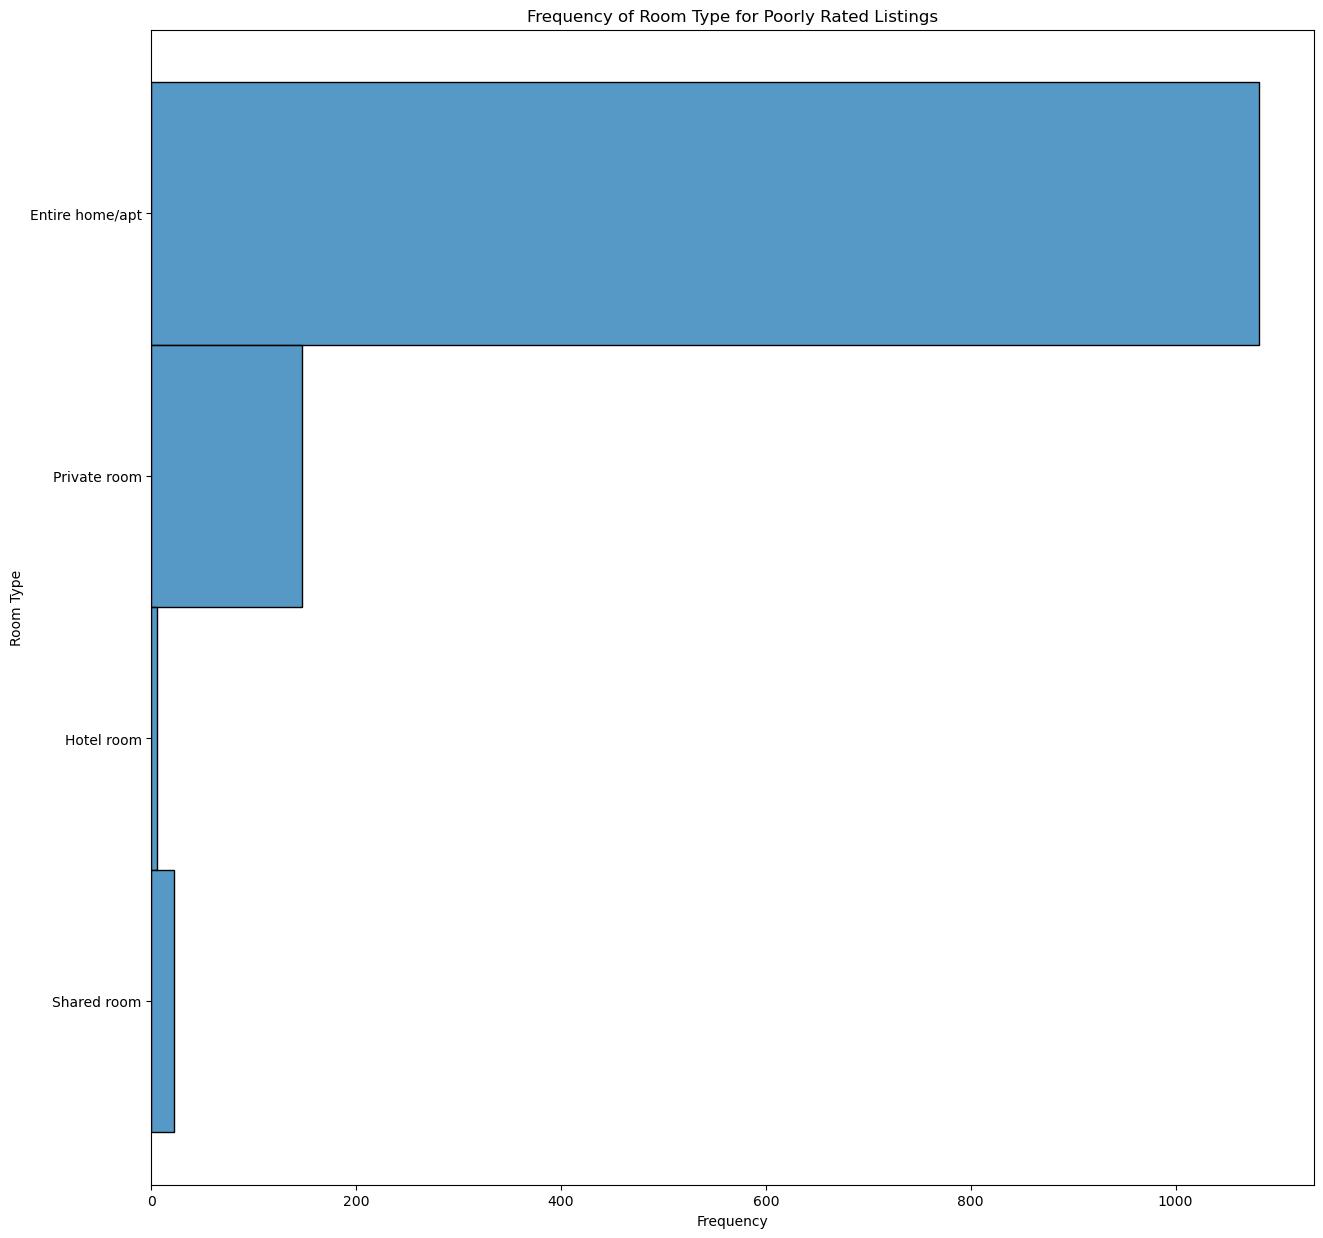 Frequency of Room Type for Poorly Rated Listings
Entire home/apt
Private room
Hotel room
Shared room
Room Type
0 200 400 600 800 1000
Frequency